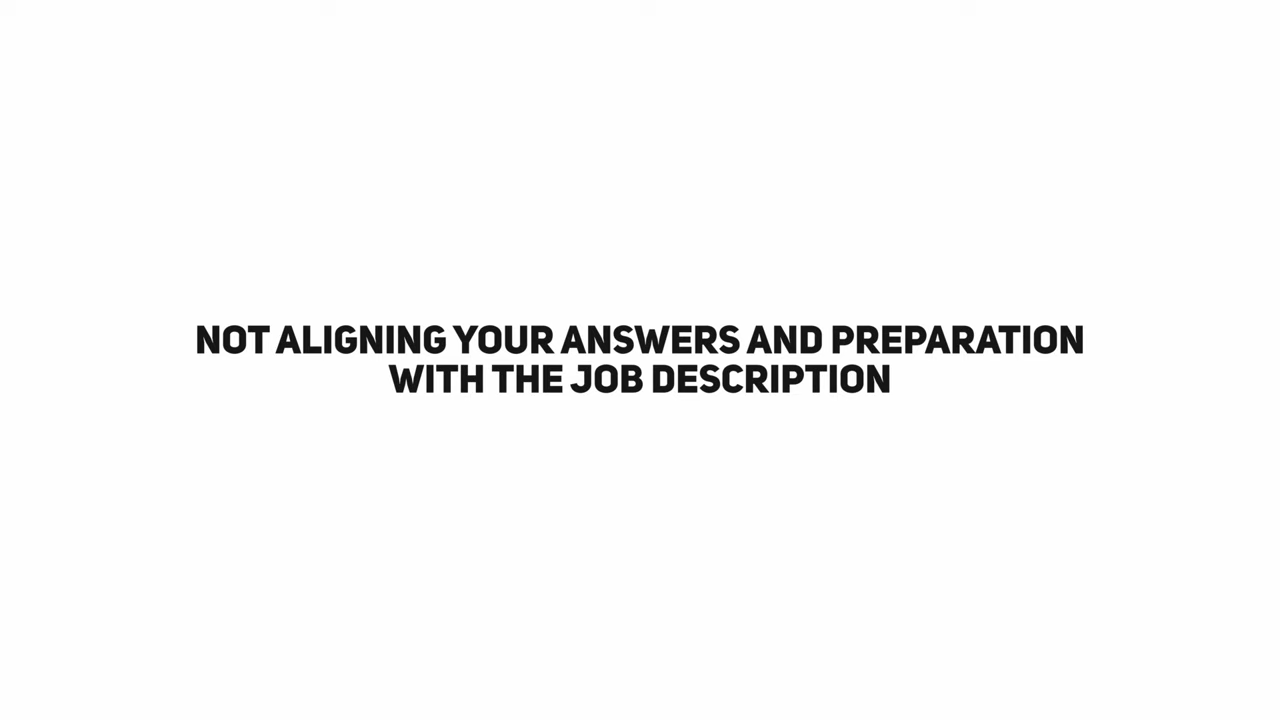 NOT ALIGNING YOUR ANSWERS AND PREPARATION
WITH THE JOB DESCRIPTION